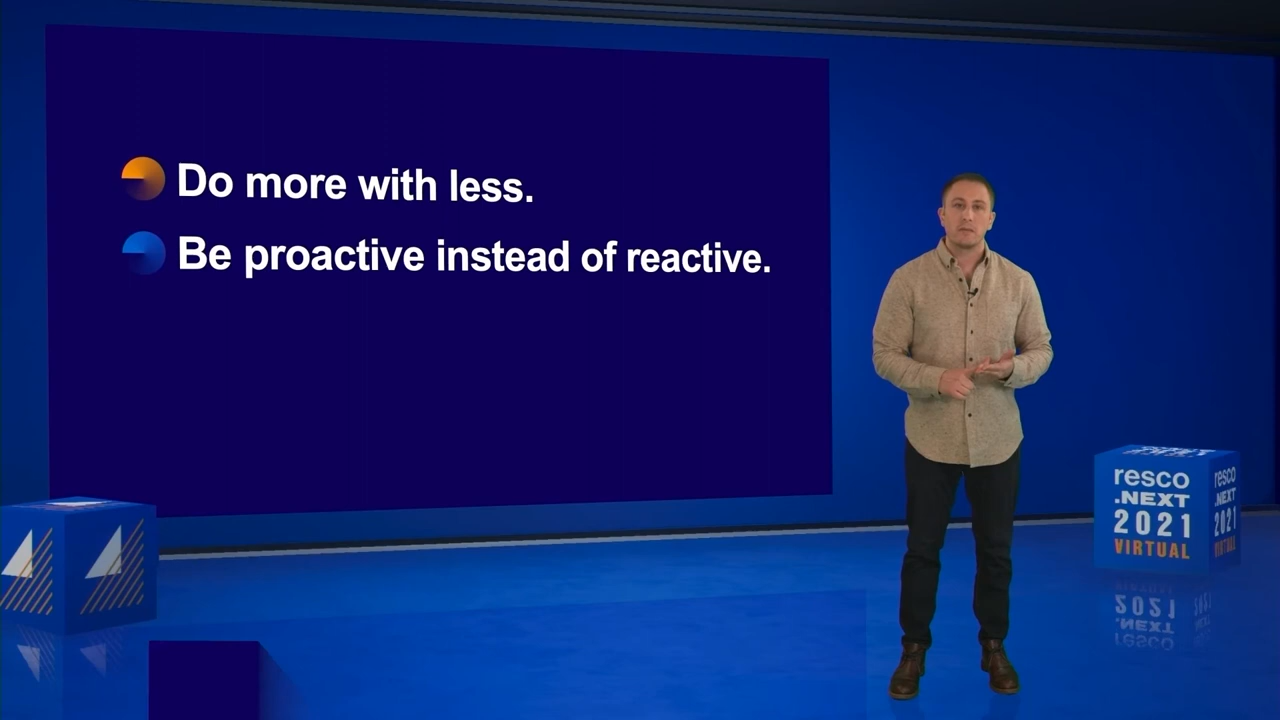 Do more with less.
Be proactive instead of reactive.
resco
.NEXT
2021
VIRTUAL
resco
.NEXT
2021
VIRTUAL